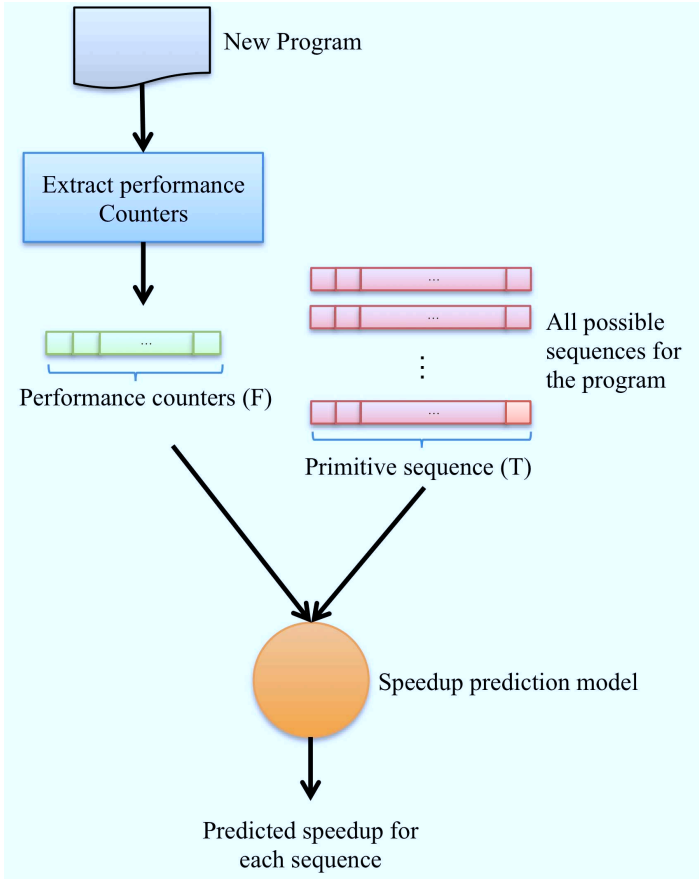 New Program
Extract performance
Counters
...
...
...
All possible
sequences for
the program
...
Performance counters (F)
...
Primitive sequence (T)
Speedup prediction model
Predicted speedup for
each sequence